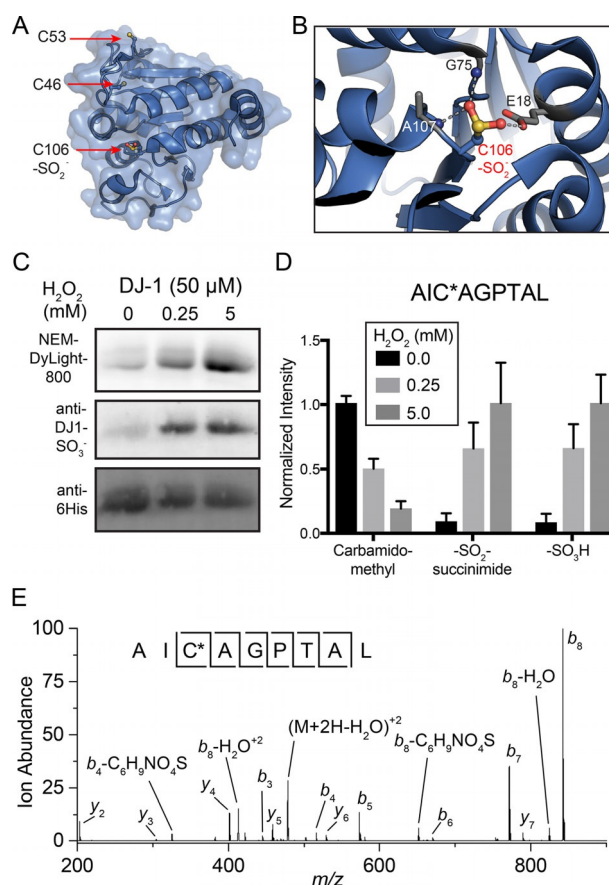 A
C53
C46
C106
-SO₂⁻
B
G75
E18
A107
C106
-SO₂⁻
C
H₂O₂
(mM)
DJ-1 (50 µM)
0 0.25 5
NEM-
DyLight-
800
anti-
DJ1-
SO₃⁻
anti-
6His
D
AIC*AGPTAL
Normalized Intensity
1.5
1.0
0.5
0.0
H₂O₂ (mM)
0.0
0.25
5.0
Carbamido-
methyl
-SO₂-
succinimide
-SO₃H
E
Ion Abundance
100
75
50
25
0
A I C* A G P T A L
b₈
b₈-H₂O
(M+2H-H₂O)⁺²
b₈-H₂O⁺²
b₄-C₆H₉NO₄S
b₈-C₆H₉NO₄S
b₇
y₂
y₃
y₄
b₃
y₅
b₄
y₆
b₅
b₆
y₇
200 400 600 800
m/z